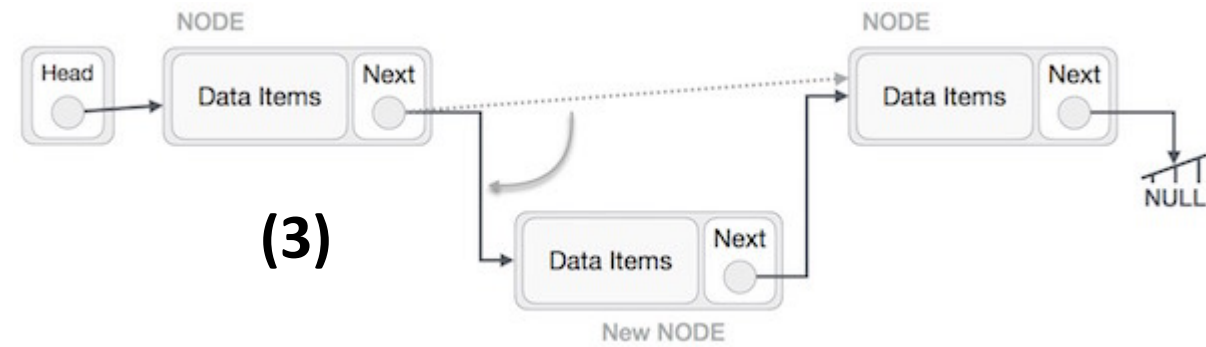 NODE
NODE
Head
Data Items
Next
Data Items
Next
NULL
(3)
Data Items
Next
New NODE